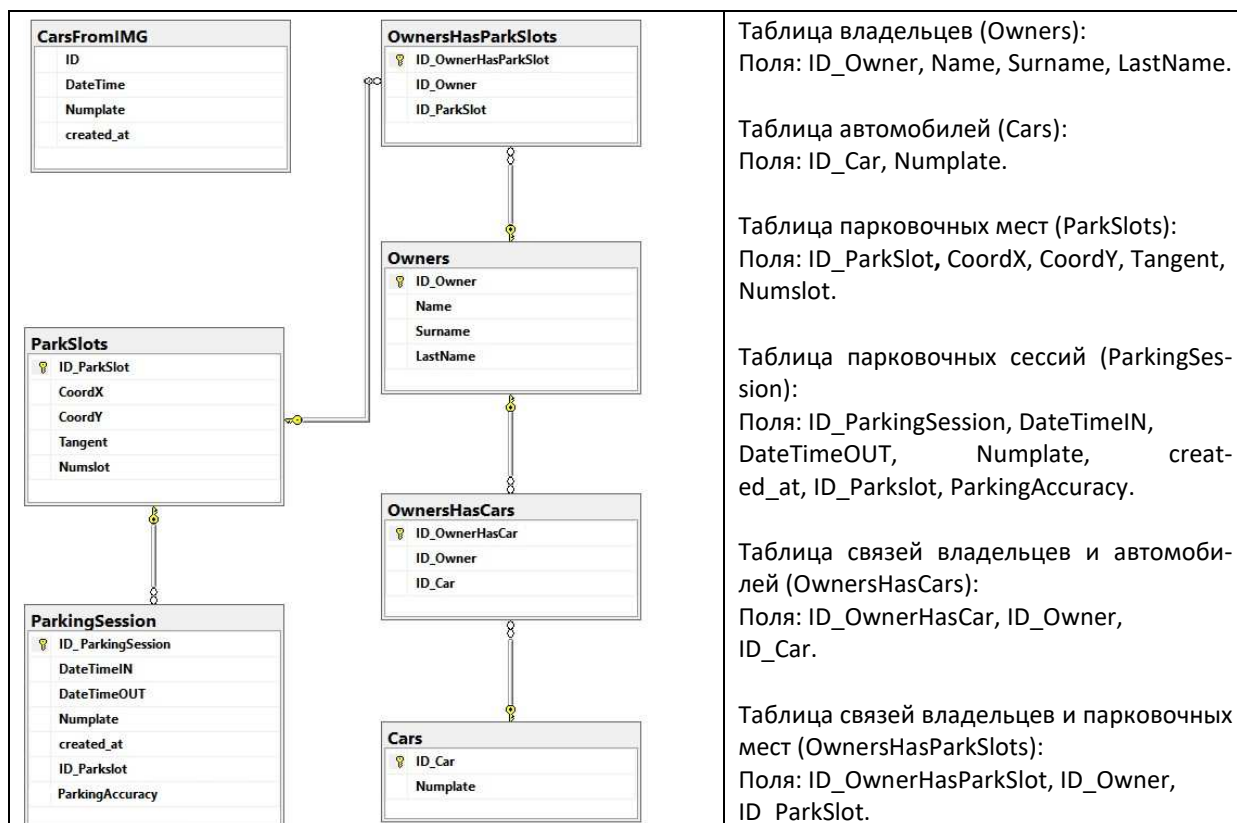 CarsFromIMG
ID
DateTime
Numplate
created_at
OwnersHasParkSlots
ID_OwnerHasParkSlot
ID_Owner
ID_ParkSlot
Owners
ID_Owner
Name
Surname
LastName
ParkSlots
ID_ParkSlot
CoordX
CoordY
Tangent
Numslot
OwnersHasCars
ID_OwnerHasCar
ID_Owner
ID_Car
ParkingSession
ID_ParkingSession
DateTimeIN
DateTimeOUT
Numplate
created_at
ID_Parkslot
ParkingAccuracy
Cars
ID_Car
Numplate
Таблица владельцев (Owners):
Поля: ID_Owner, Name, Surname, LastName.
Таблица автомобилей (Cars):
Поля: ID_Car, Numplate.
Таблица парковочных мест (ParkSlots):
Поля: ID_ParkSlot, CoordX, CoordY, Tangent,
Numslot.
Таблица парковочных сессий (ParkingSes-
sion):
Поля: ID_ParkingSession, DateTimeIN,
DateTimeOUT, Numplate, creat-
ed_at, ID_Parkslot, ParkingAccuracy.
Таблица связей владельцев и автомоби-
лей (OwnersHasCars):
Поля: ID_OwnerHasCar, ID_Owner,
ID_Car.
Таблица связей владельцев и парковочных
мест (OwnersHasParkSlots):
Поля: ID_OwnerHasParkSlot, ID_Owner,
ID_ParkSlot.